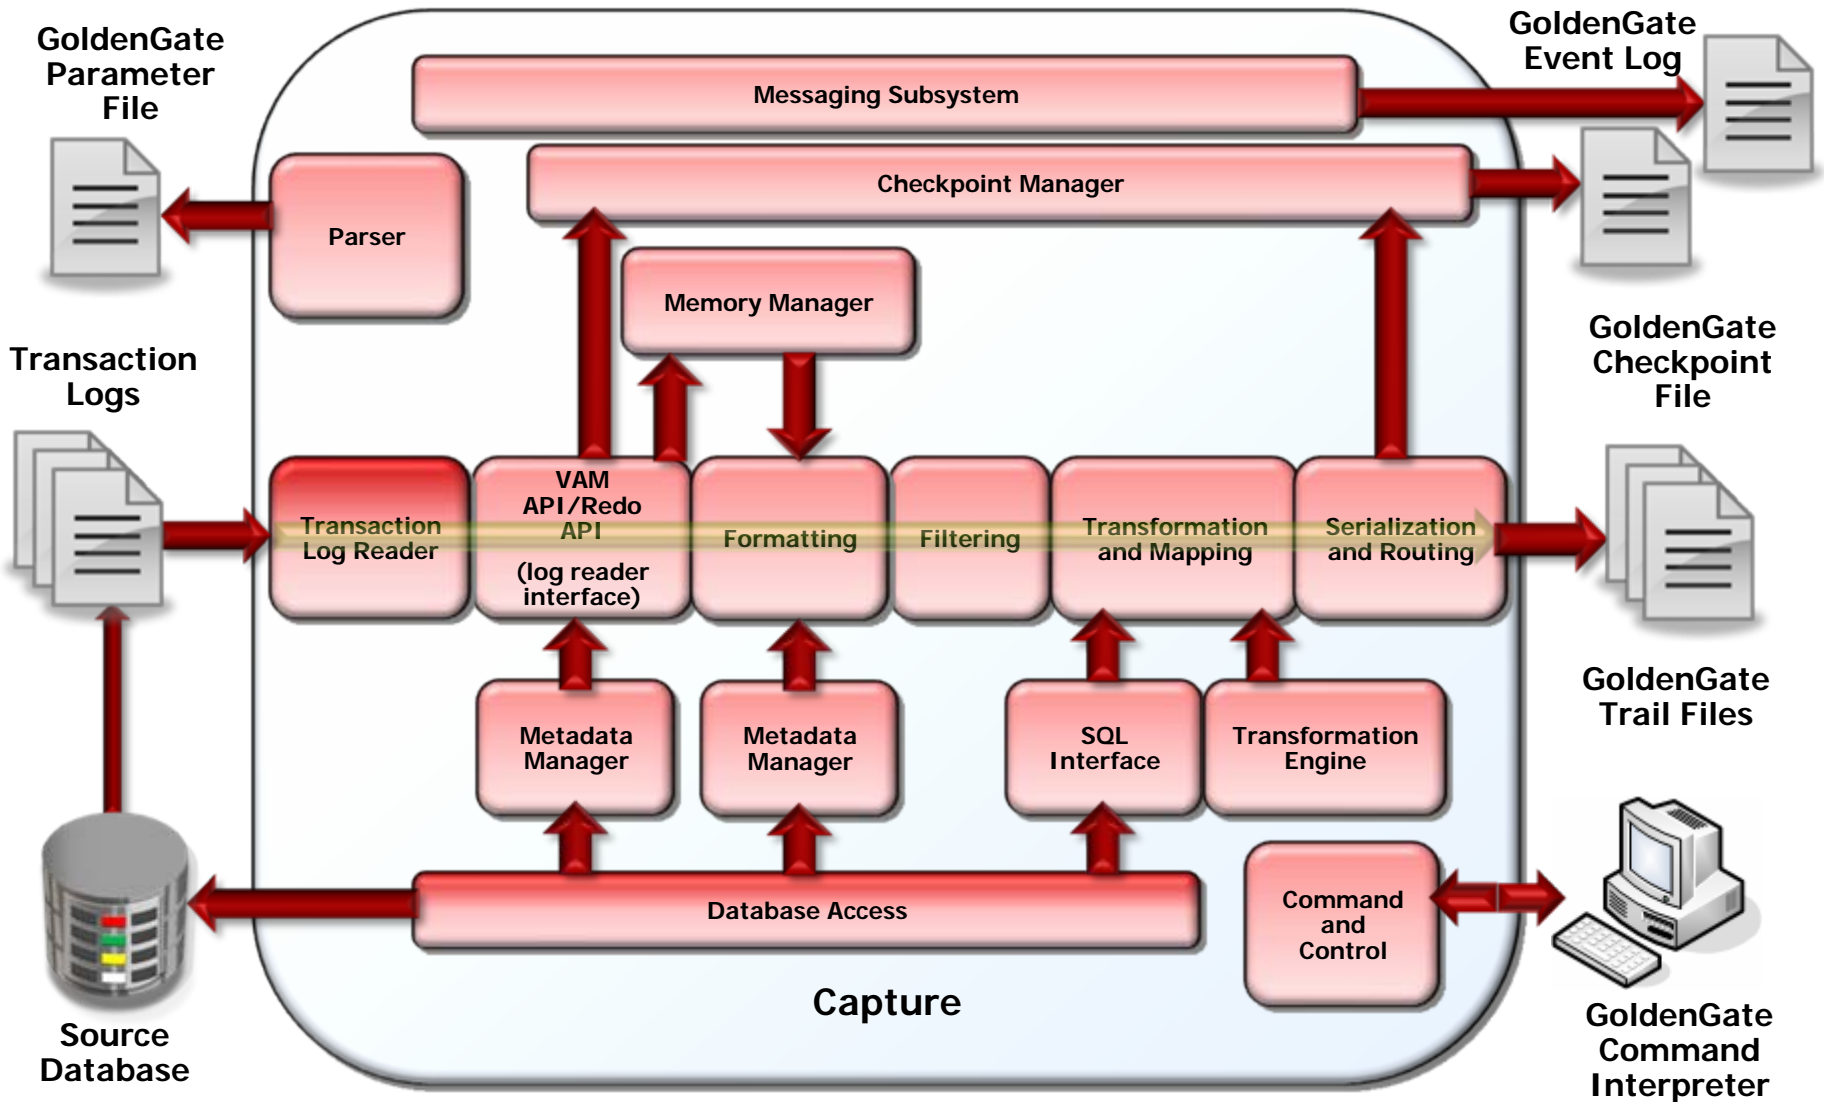 GoldenGate
Parameter
File
GoldenGate
Event Log
Messaging Subsystem
Checkpoint Manager
Parser
Memory Manager
GoldenGate
Checkpoint
File
Transaction
Logs
Transaction
Log Reader
VAM
API/Redo
API
(log reader
interface)
Formatting
Filtering
Transformation
and Mapping
Serialization
and Routing
GoldenGate
Trail Files
Metadata
Manager
Metadata
Manager
SQL
Interface
Transformation
Engine
Database Access
Command
and
Control
Capture
Source
Database
GoldenGate
Command
Interpreter